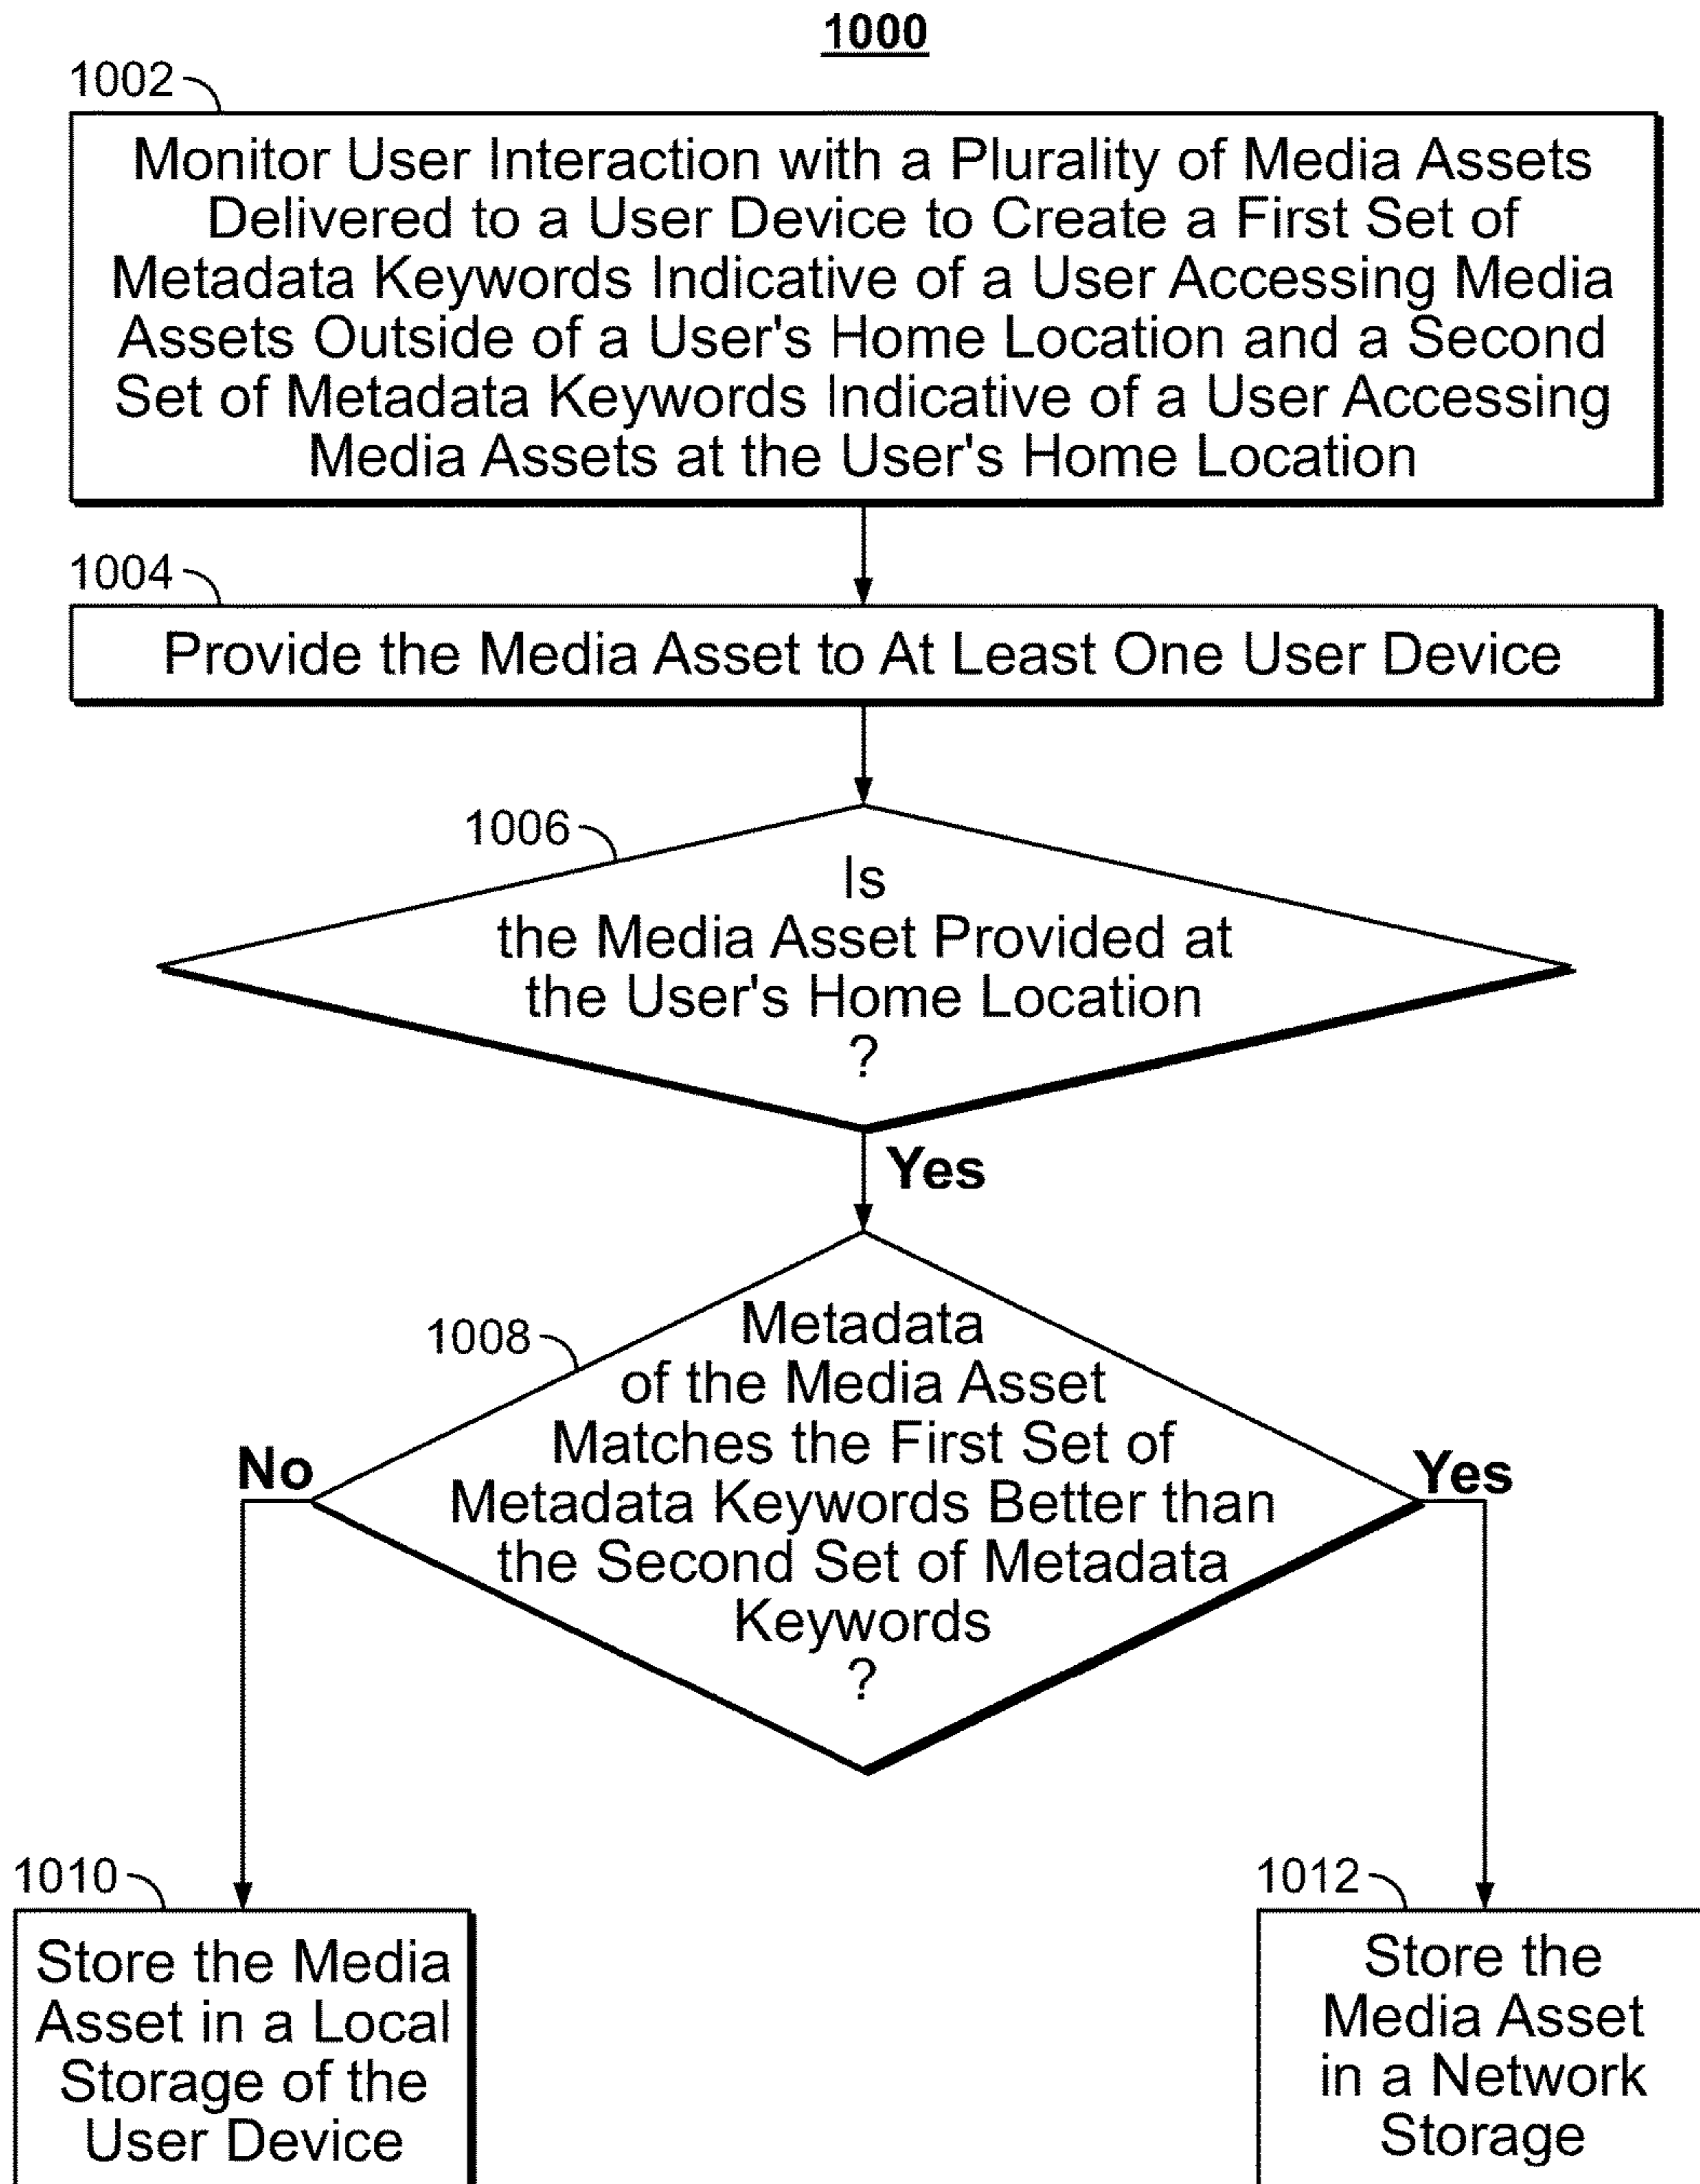 1000
1002
Monitor User Interaction with a Plurality of Media Assets
Delivered to a User Device to Create a First Set of
Metadata Keywords Indicative of a User Accessing Media
Assets Outside of a User's Home Location and a Second
Set of Metadata Keywords Indicative of a User Accessing
Media Assets at the User's Home Location
1004
Provide the Media Asset to At Least One User Device
1006
Is
the Media Asset Provided at
the User's Home Location
?
Yes
1008
Metadata
of the Media Asset
Matches the First Set of
Metadata Keywords Better than
the Second Set of Metadata
Keywords
?
No
Yes
1010
Store the Media
Asset in a Local
Storage of the
User Device
1012
Store the
Media Asset
in a Network
Storage